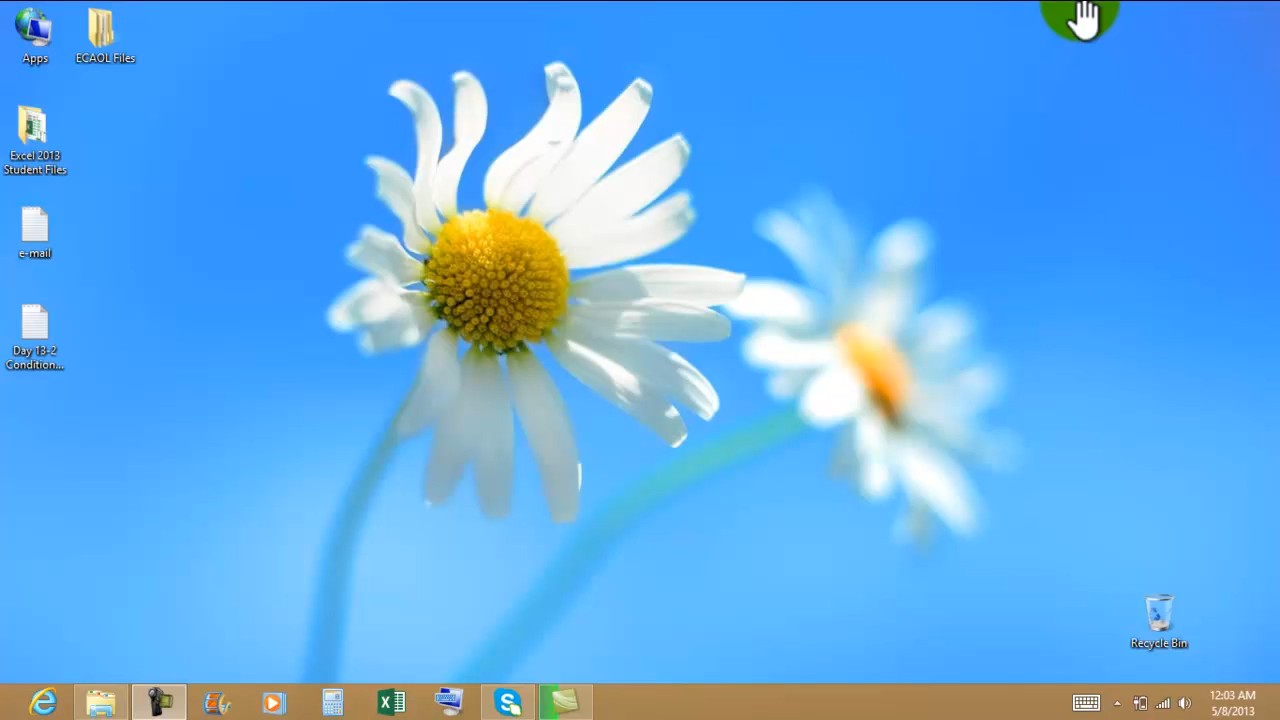 Apps
ECAOL Files
Excel 2013
Student Files
e-mail
Day 13-2
Condition...
Recycle Bin
12:03 AM
5/8/2013